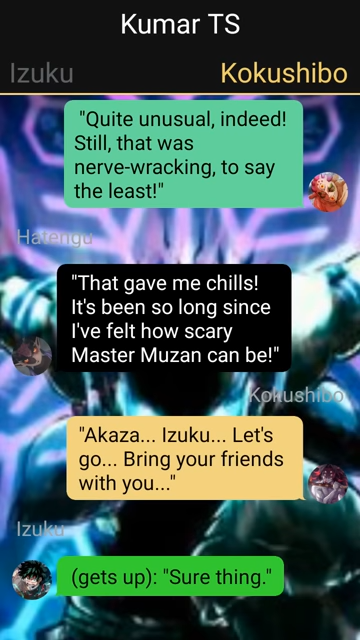 Kumar TS
Izuku
Kokushibo
"Quite unusual, indeed!
Still, that was
nerve-wracking, to say
the least!"
Hatengu
"That gave me chills!
It's been so long since
I've felt how scary
Master Muzan can be!"
Kokushibo
"Akaza... Izuku... Let's
go... Bring your friends
with you..."
Izuku
(gets up): "Sure thing."